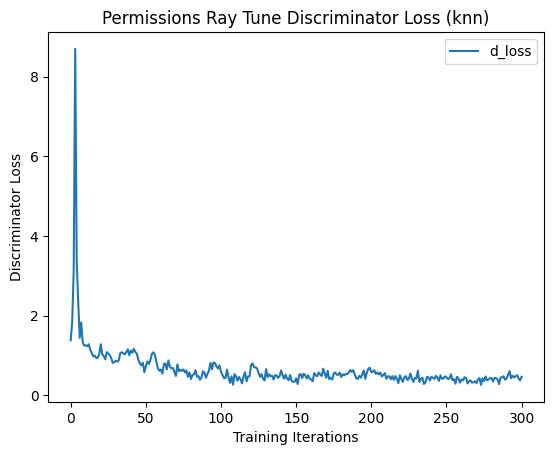 Permissions Ray Tune Discriminator Loss (knn)
d_loss
Discriminator Loss
8
6
4
2
0
0 50 100 150 200 250 300
Training Iterations